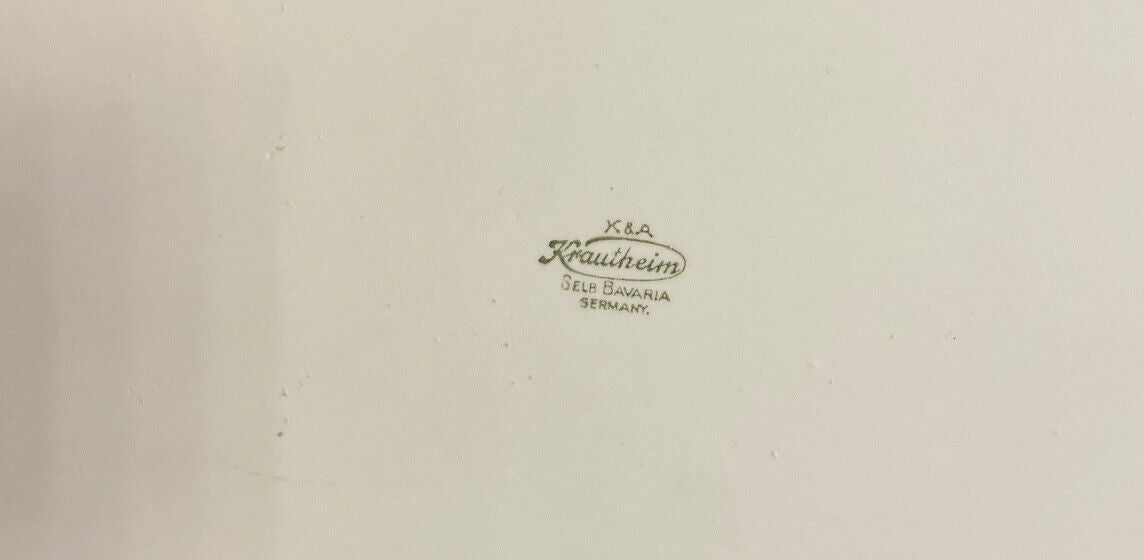 K & A
Krautheim
SELB BAVARIA
GERMANY.